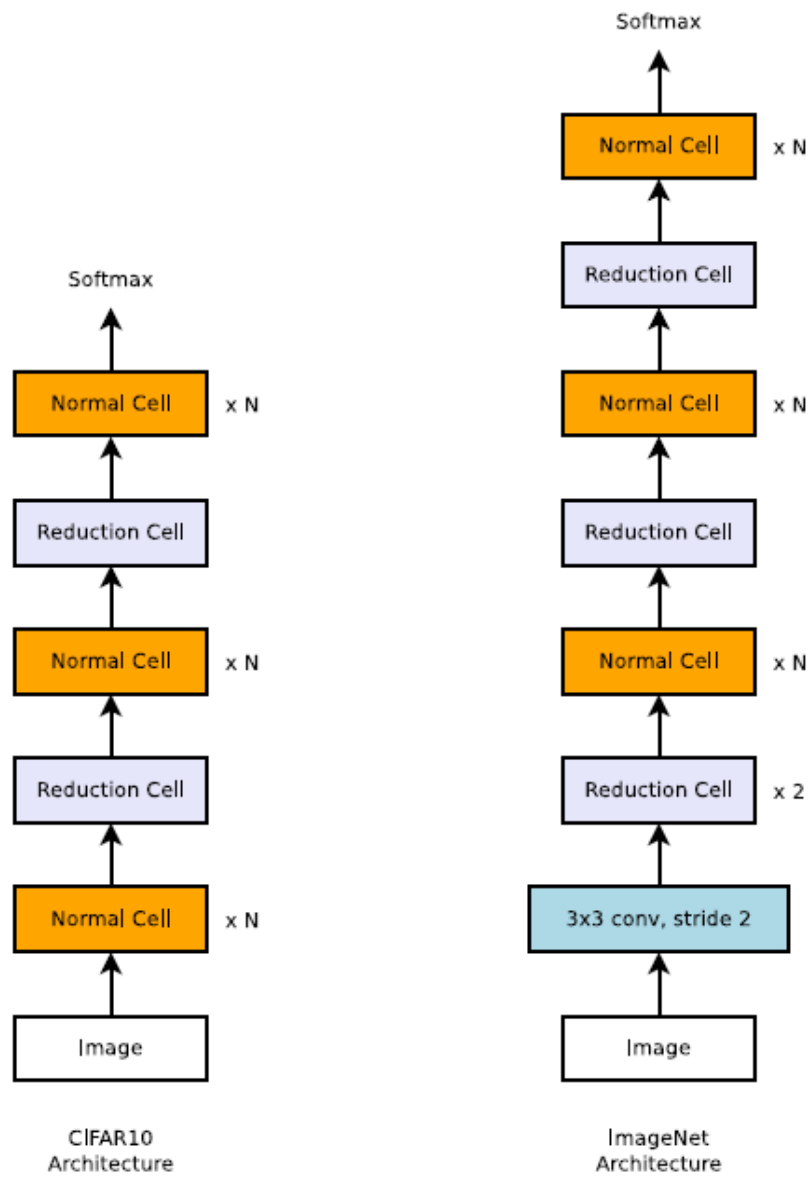 Softmax
Normal Cell x N
Reduction Cell
Normal Cell x N
Reduction Cell
Normal Cell x N
Image
CIFAR10
Architecture
Softmax
Normal Cell x N
Reduction Cell
Normal Cell x N
Reduction Cell
Normal Cell x N
Reduction Cell x 2
3x3 conv, stride 2
Image
ImageNet
Architecture